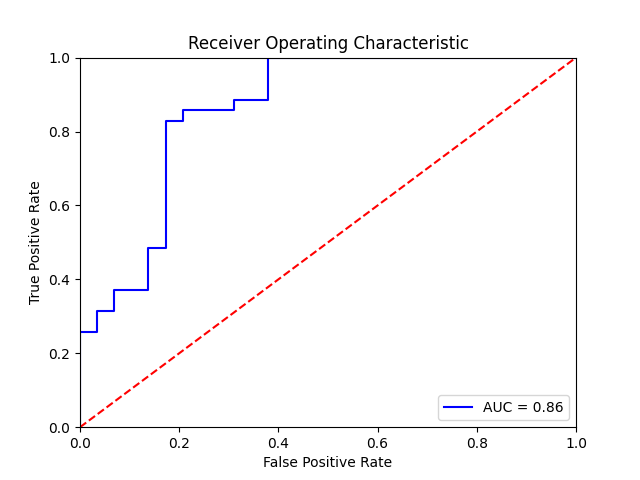 Receiver Operating Characteristic
True Positive Rate
1.0
0.8
0.6
0.4
0.2
0.0
AUC = 0.86
0.0 0.2 0.4 0.6 0.8 1.0
False Positive Rate